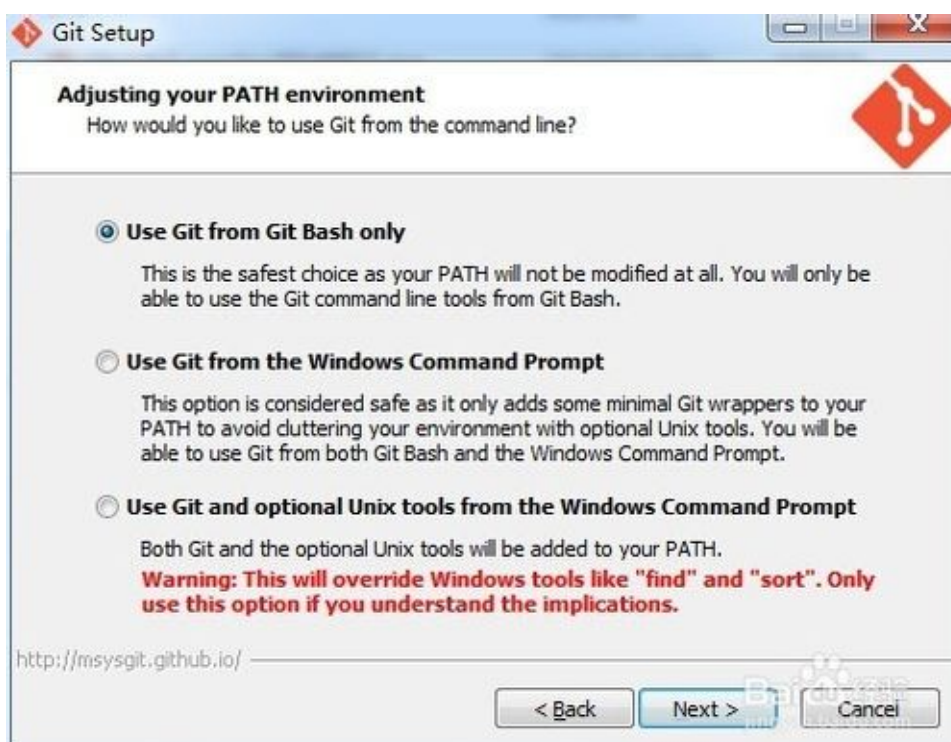 Git Setup
Adjusting your PATH environment
How would you like to use Git from the command line?
Use Git from Git Bash only
This is the safest choice as your PATH will not be modified at all. You will only be
able to use the Git command line tools from Git Bash.
Use Git from the Windows Command Prompt
This option is considered safe as it only adds some minimal Git wrappers to your
PATH to avoid cluttering your environment with optional Unix tools. You will be
able to use Git from both Git Bash and the Windows Command Prompt.
Use Git and optional Unix tools from the Windows Command Prompt
Both Git and the optional Unix tools will be added to your PATH.
Warning: This will override Windows tools like "find" and "sort". Only
use this option if you understand the implications.
http://msysgit.github.io/
< Back
Next >
Cancel
Baidu 经验